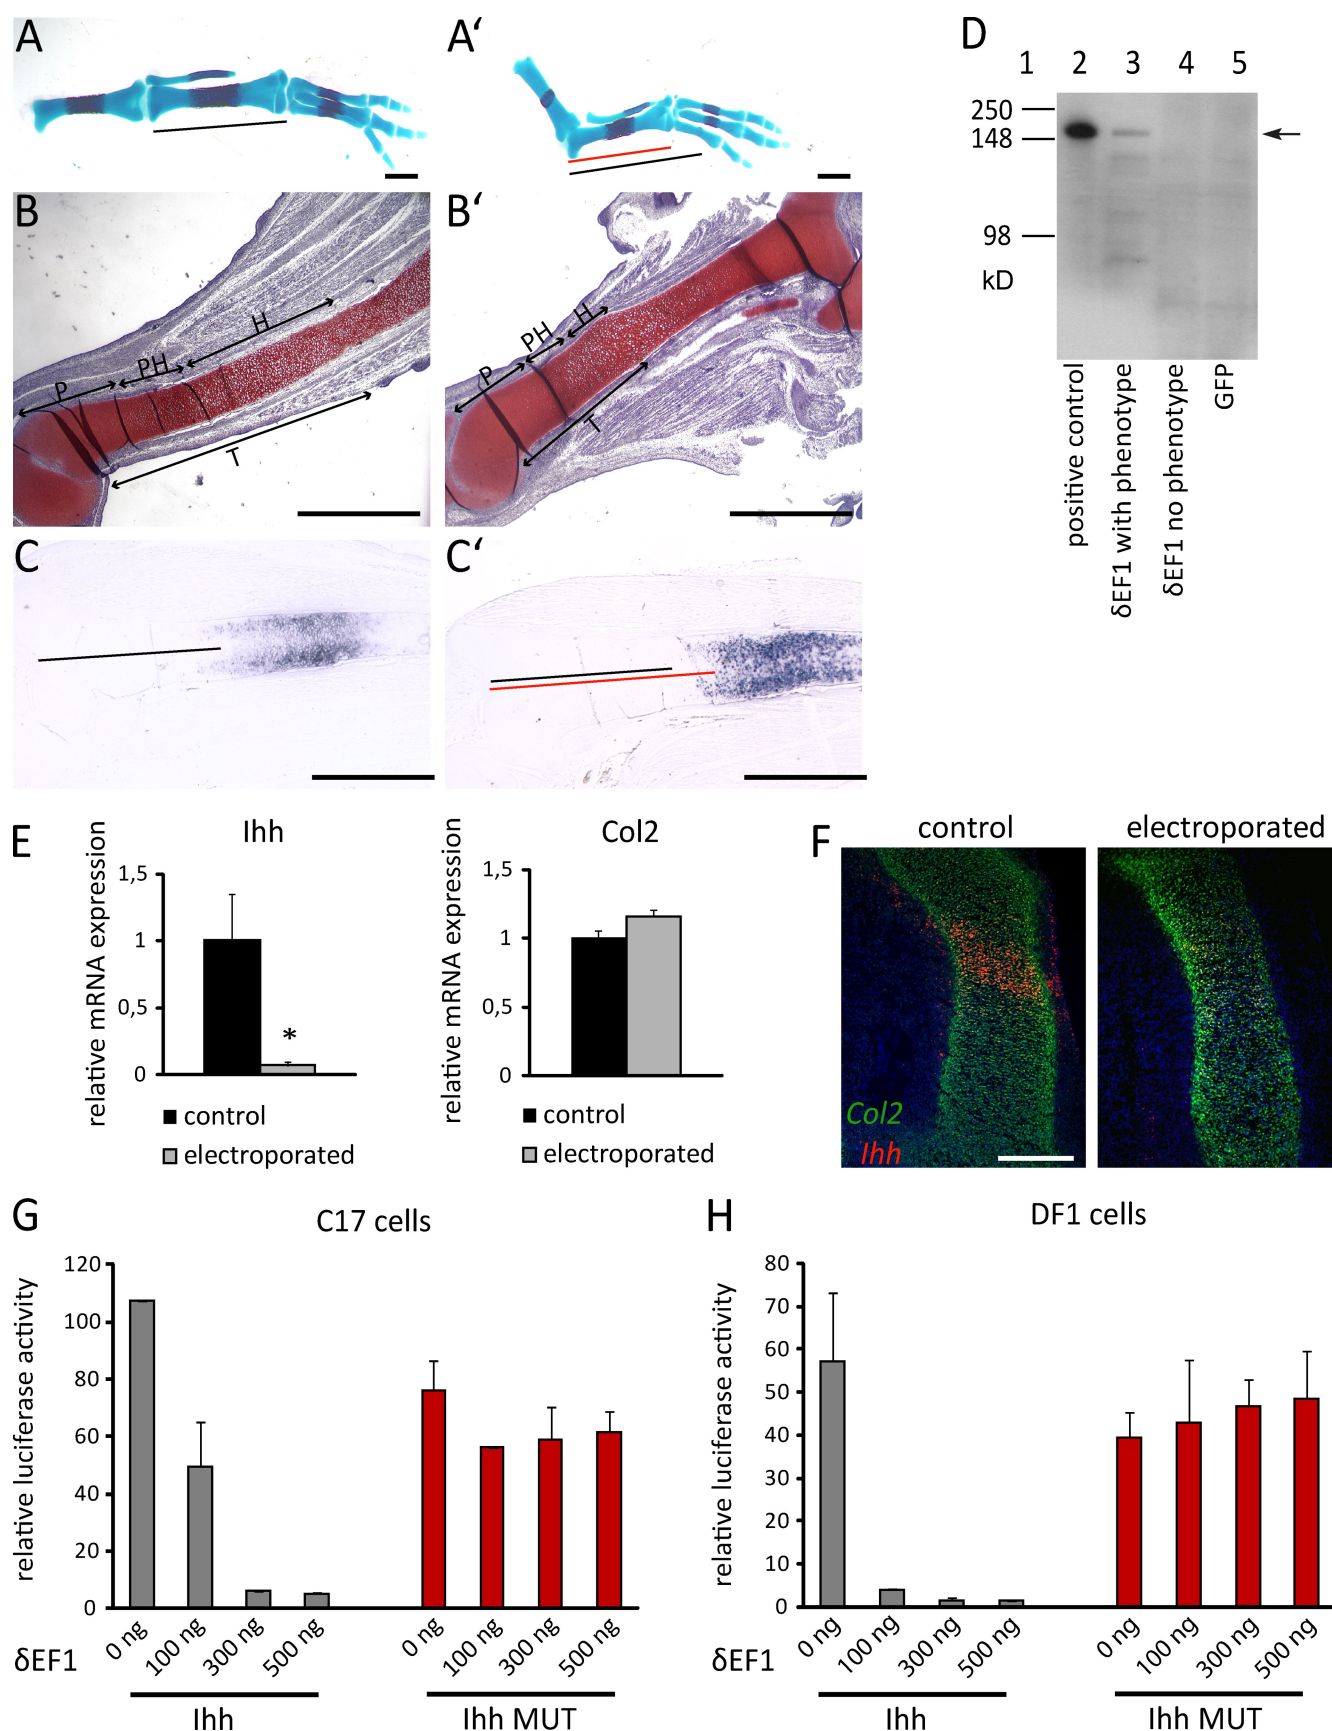 A
A'
D
1 2 3 4 5
250
148
98
kD
positive control
δEF1 with phenotype
δEF1 no phenotype
GFP
B
P
PH
H
T
B'
P
PH
H
T
C
C'
E
Ihh
relative mRNA expression
1,5
1
0,5
0
*
control
electroporated
Col2
relative mRNA expression
1,5
1
0,5
0
control
electroporated
F
control
electroporated
Col2
Ihh
G
C17 cells
relative luciferase activity
120
100
80
60
40
20
0
δEF1
0 ng
100 ng
300 ng
500 ng
0 ng
100 ng
300 ng
500 ng
Ihh
Ihh MUT
H
DF1 cells
relative luciferase activity
80
70
60
50
40
30
20
10
0
δEF1
0 ng
100 ng
300 ng
500 ng
0 ng
100 ng
300 ng
500 ng
Ihh
Ihh MUT